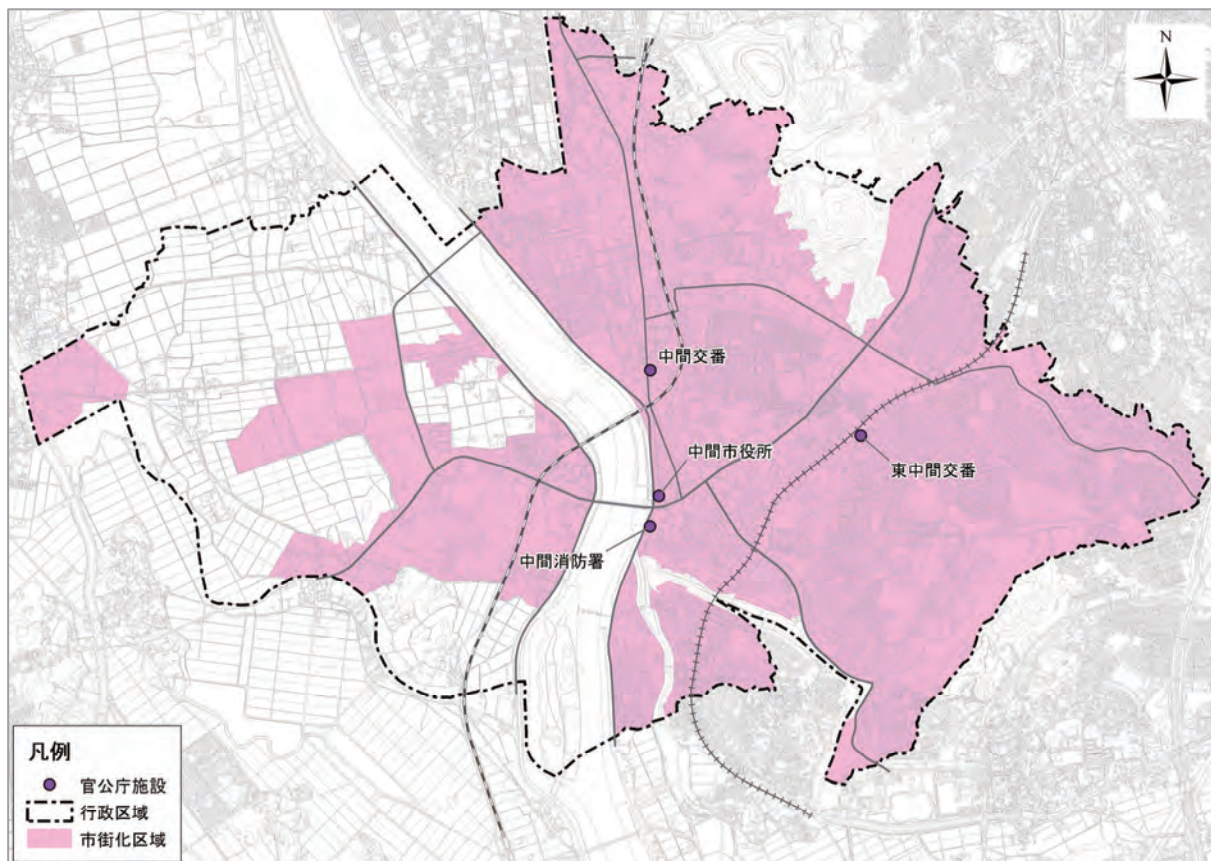 N
中間交番
中間市役所
東中間交番
中間消防署
凡例
官公庁施設
行政区域
市街化区域